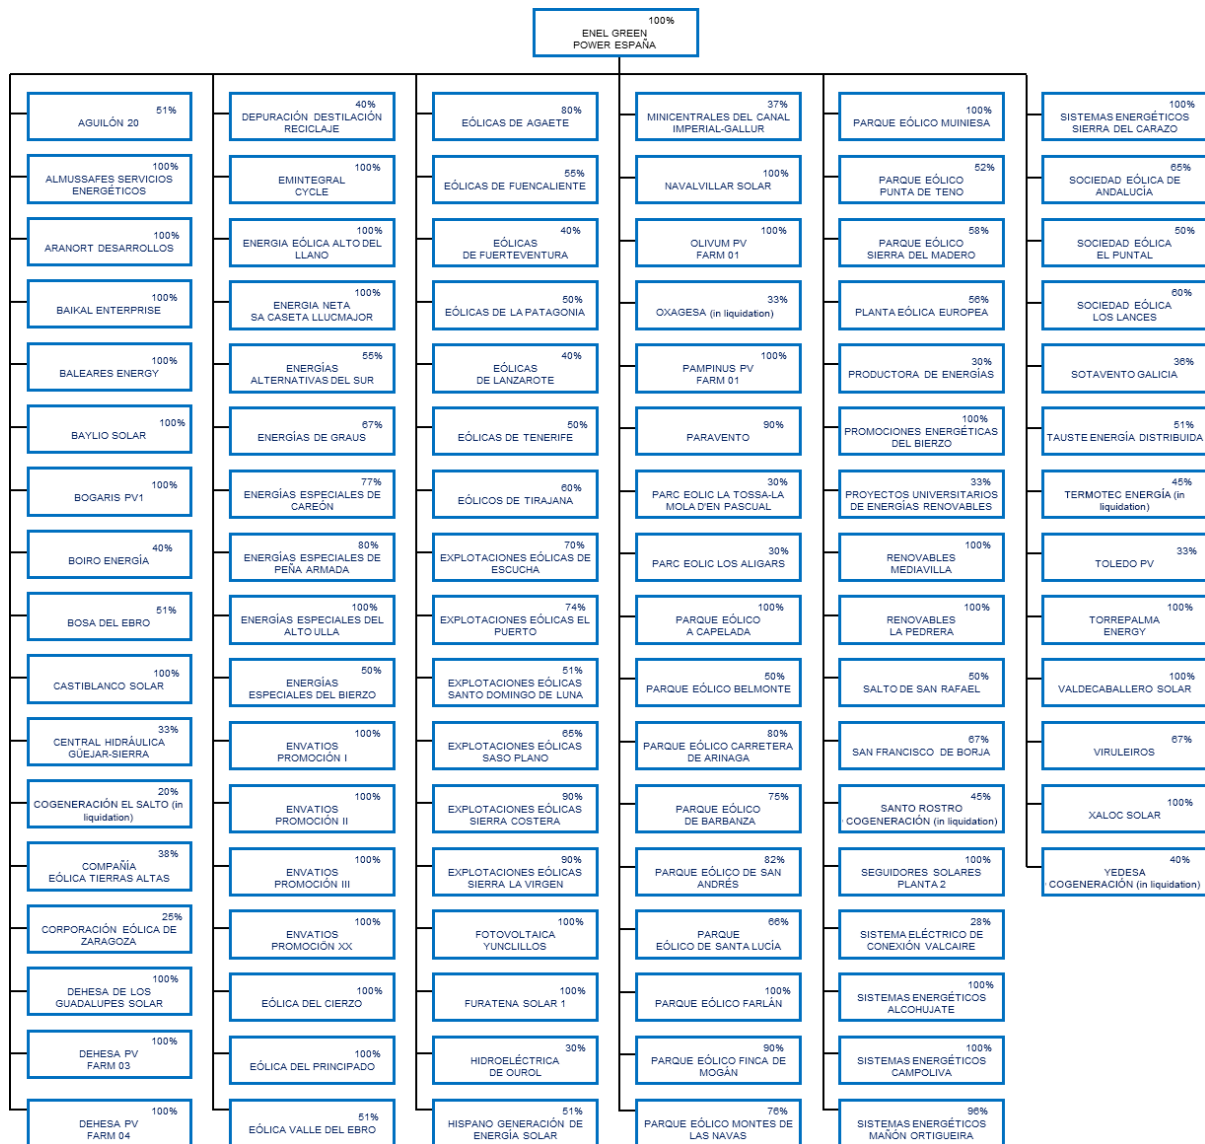 100%
ENEL GREEN
POWER ESPAÑA
51%
AGUILÓN 20
100%
ALMUSSAFES SERVICIOS
ENERGÉTICOS
100%
ARANORT DESARROLLOS
100%
BAIKAL ENTERPRISE
100%
BALEARES ENERGY
100%
BAYLIO SOLAR
100%
BOGARIS PV1
40%
BOIRO ENERGÍA
51%
BOSA DEL EBRO
100%
CASTIBLANCO SOLAR
33%
CENTRAL HIDRÁULICA
GÜEJAR-SIERRA
20%
COGENERACIÓN EL SALTO (in
liquidation)
38%
COMPAÑÍA
EÓLICA TIERRAS ALTAS
25%
CORPORACIÓN EÓLICA DE
ZARAGOZA
100%
DEHESA DE LOS
GUADALUPES SOLAR
100%
DEHESA PV
FARM 03
100%
DEHESA PV
FARM 04
40%
DEPURACIÓN DESTILACIÓN
RECICLAJE
100%
EMINTEGRAL
CYCLE
100%
ENERGIA EÓLICA ALTO DEL
LLANO
100%
ENERGIA NETA
SA CASETA LLUCMAJOR
55%
ENERGÍAS
ALTERNATIVAS DEL SUR
67%
ENERGÍAS DE GRAUS
77%
ENERGÍAS ESPECIALES DE
CAREÓN
80%
ENERGÍAS ESPECIALES DE
PEÑA ARMADA
100%
ENERGÍAS ESPECIALES DEL
ALTO ULLA
50%
ENERGÍAS
ESPECIALES DEL BIERZO
100%
ENVATIOS
PROMOCIÓN I
100%
ENVATIOS
PROMOCIÓN II
100%
ENVATIOS
PROMOCIÓN III
100%
ENVATIOS
PROMOCIÓN XX
100%
EÓLICA DEL CIERZO
100%
EÓLICA DEL PRINCIPADO
51%
EÓLICA VALLE DEL EBRO
80%
EÓLICAS DE AGAETE
55%
EÓLICAS DE FUENCALIENTE
40%
EÓLICAS
DE FUERTEVENTURA
50%
EÓLICAS DE LA PATAGONIA
40%
EÓLICAS
DE LANZAROTE
50%
EÓLICAS DE TENERIFE
60%
EÓLICOS DE TIRAJANA
70%
EXPLOTACIONES EÓLICAS DE
ESCUCHA
74%
EXPLOTACIONES EÓLICAS EL
PUERTO
51%
EXPLOTACIONES EÓLICAS
SANTO DOMINGO DE LUNA
65%
EXPLOTACIONES EÓLICAS
SASO PLANO
90%
EXPLOTACIONES EÓLICAS
SIERRA COSTERA
90%
EXPLOTACIONES EÓLICAS
SIERRA LA VIRGEN
100%
FOTOVOLTAICA
YUNCLILLOS
100%
FURATENA SOLAR 1
30%
HIDROELÉCTRICA
DE OUROL
51%
HISPANO GENERACIÓN DE
ENERGÍA SOLAR
37%
MINICENTRALES DEL CANAL
IMPERIAL-GALLUR
100%
NAVALVILLAR SOLAR
100%
OLIVUM PV
FARM 01
33%
OXAGESA (in liquidation)
100%
PAMPINUS PV
FARM 01
90%
PARAVENTO
30%
PARC EOLIC LA TOSSA-LA
MOLA D'EN PASCUAL
30%
PARC EOLIC LOS ALIGARS
100%
PARQUE EÓLICO
A CAPELADA
50%
PARQUE EÓLICO BELMONTE
80%
PARQUE EÓLICO CARRETERA
DE ARINAGA
75%
PARQUE EÓLICO
DE BARBANZA
82%
PARQUE EÓLICO DE SAN
ANDRÉS
66%
PARQUE
EÓLICO DE SANTA LUCÍA
100%
PARQUE EÓLICO FARLÁN
90%
PARQUE EÓLICO FINCA DE
MOGÁN
76%
PARQUE EÓLICO MONTES DE
LAS NAVAS
100%
PARQUE EÓLICO MUINIESA
52%
PARQUE EÓLICO
PUNTA DE TENO
58%
PARQUE EÓLICO
SIERRA DEL MADERO
56%
PLANTA EÓLICA EUROPEA
30%
PRODUCTORA DE ENERGÍAS
100%
PROMOCIONES ENERGÉTICAS
DEL BIERZO
33%
PROYECTOS UNIVERSITARIOS
DE ENERGÍAS RENOVABLES
100%
RENOVABLES
MEDIAVILLA
100%
RENOVABLES
LA PEDRERA
50%
SALTO DE SAN RAFAEL
67%
SAN FRANCISCO DE BORJA
45%
SANTO ROSTRO
COGENERACIÓN (in liquidation)
100%
SEGUIDORES SOLARES
PLANTA 2
28%
SISTEMA ELÉCTRICO DE
CONEXIÓN VALCAIRE
100%
SISTEMAS ENERGÉTICOS
ALCOHUJATE
100%
SISTEMAS ENERGÉTICOS
CAMPOLIVA
96%
SISTEMAS ENERGÉTICOS
MAÑÓN ORTIGUEIRA
100%
SISTEMAS ENERGÉTICOS
SIERRA DEL CARAZO
65%
SOCIEDAD EÓLICA DE
ANDALUCÍA
50%
SOCIEDAD EÓLICA
EL PUNTAL
60%
SOCIEDAD EÓLICA
LOS LANCES
36%
SOTAVENTO GALICIA
51%
TAUSTE ENERGÍA DISTRIBUIDA
45%
TERMOTEC ENERGÍA (in
liquidation)
33%
TOLEDO PV
100%
TORREPALMA
ENERGY
100%
VALDECABALLERO SOLAR
67%
VIRULEIROS
100%
XALOC SOLAR
40%
YEDESA
COGENERACIÓN (in liquidation)